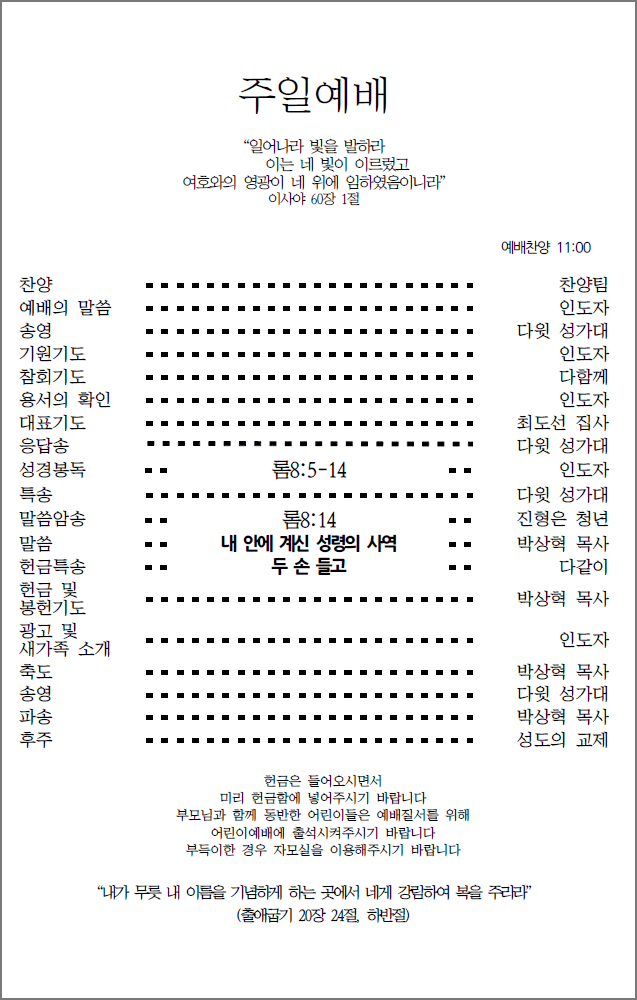 주일예배
“일어나라 빛을 발하라
이는 네 빛이 이르렀고
여호와의 영광이 네 위에 임하였음이니라”
이사야 60장 1절
예배찬양 11:00
찬양 찬양팀
예배의 말씀 인도자
송영 다윗 성가대
기원기도 인도자
참회기도 다함께
용서의 확인 인도자
대표기도 최도선 집사
응답송 다윗 성가대
성경봉독 롬8:5-14 인도자
특송 다윗 성가대
말씀암송 롬8:14 진형은 청년
말씀 내 안에 계신 성령의 사역 박상혁 목사
헌금특송 두 손 들고 다같이
헌금 및
봉헌기도 박상혁 목사
광고 및
새가족 소개 인도자
축도 박상혁 목사
송영 다윗 성가대
파송 박상혁 목사
후주 성도의 교제
헌금은 들어오시면서
미리 헌금함에 넣어주시기 바랍니다
부모님과 함께 동반한 어린이들은 예배질서를 위해
어린이예배에 출석시켜주시기 바랍니다
부득이한 경우 자모실을 이용해주시기 바랍니다
“내가 무릇 내 이름을 기념하게 하는 곳에서 네게 강림하여 복을 주리라”
(출애굽기 20장 24절, 하반절)